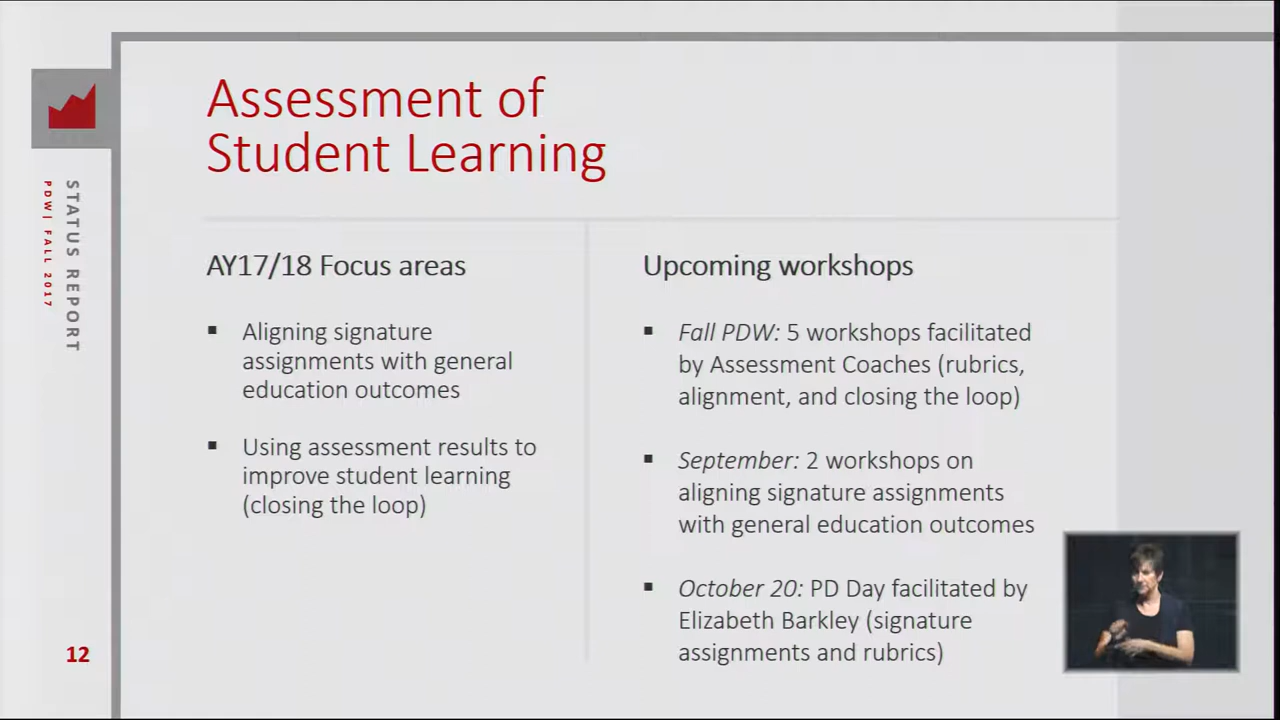 Assessment of
Student Learning
STATUS REPORT
PDW| FALL 2017
AY17/18 Focus areas
▪ Aligning signature
assignments with general
education outcomes
▪ Using assessment results to
improve student learning
(closing the loop)
Upcoming workshops
▪ Fall PDW: 5 workshops facilitated
by Assessment Coaches (rubrics,
alignment, and closing the loop)
▪ September: 2 workshops on
aligning signature assignments
with general education outcomes
▪ October 20: PD Day facilitated by
Elizabeth Barkley (signature
assignments and rubrics)
12